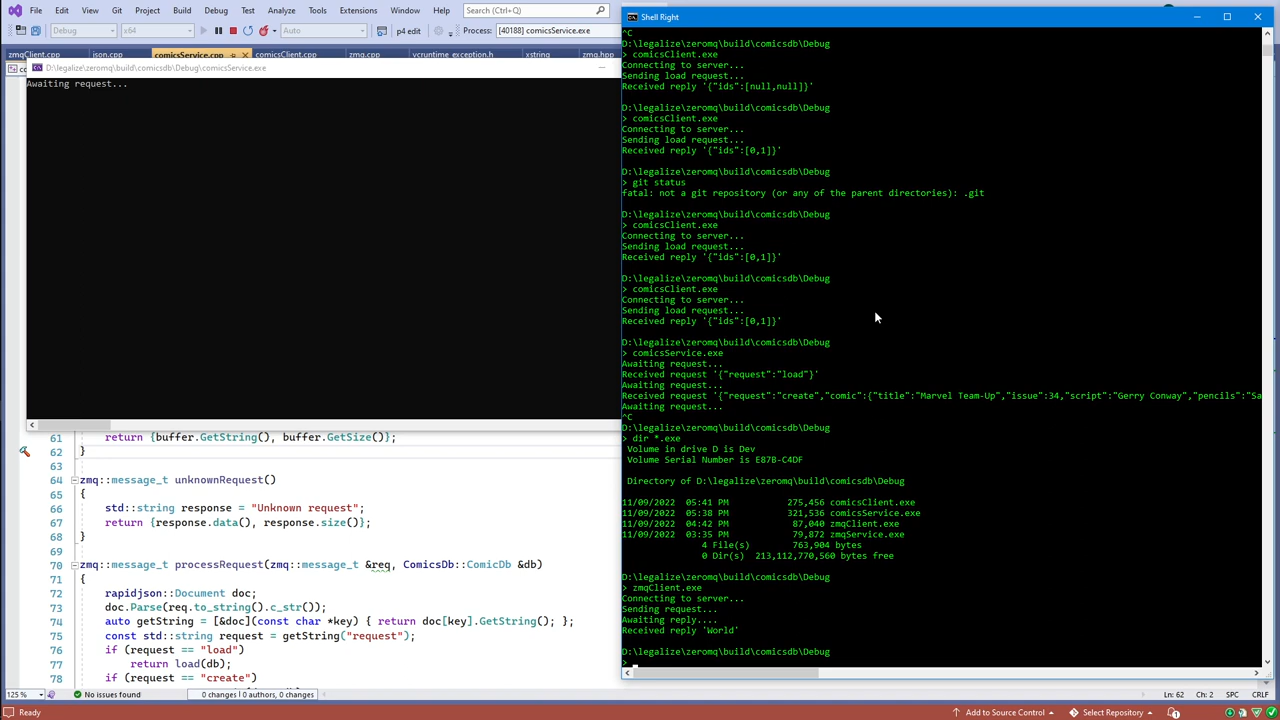 File Edit View Git Project Build Debug Test Analyze Tools Extensions Window Help Search (Ctrl+Q)
Debug x64 Auto p4 edit Process: [40188] comicsService.exe
zmqClient.cpp json.cpp comicsService.cpp comicsClient.cpp zmq.cpp vcruntime_exception.h xstring zmq.hpp
D:\legalize\zeromq\build\comicsdb\Debug\comicsService.exe
Awaiting request...
61 return {buffer.GetString(), buffer.GetSize()};
62 }
63
64 zmq::message_t unknownRequest()
65 {
66 std::string response = "Unknown request";
67 return {response.data(), response.size()};
68 }
69
70 zmq::message_t processRequest(zmq::message_t &req, ComicsDb::ComicDb &db)
71 {
72 rapidjson::Document doc;
73 doc.Parse(req.to_string().c_str());
74 auto getString = [&doc](const char *key) { return doc[key].GetString(); };
75 const std::string request = getString("request");
76 if (request == "load")
77 return load(db);
78 if (request == "create")
125 % No issues found 0 changes | 0 authors, 0 changes Ln: 62 Ch: 2 SPC CRLF
Ready Add to Source Control Select Repository
Shell Right
^C
D:\legalize\zeromq\build\comicsdb\Debug
> comicsClient.exe
Connecting to server...
Sending load request...
Received reply '{"ids":[null,null]}'
D:\legalize\zeromq\build\comicsdb\Debug
> comicsClient.exe
Connecting to server...
Sending load request...
Received reply '{"ids":[0,1]}'
D:\legalize\zeromq\build\comicsdb\Debug
> git status
fatal: not a git repository (or any of the parent directories): .git
D:\legalize\zeromq\build\comicsdb\Debug
> comicsClient.exe
Connecting to server...
Sending load request...
Received reply '{"ids":[0,1]}'
D:\legalize\zeromq\build\comicsdb\Debug
> comicsClient.exe
Connecting to server...
Sending load request...
Received reply '{"ids":[0,1]}'
D:\legalize\zeromq\build\comicsdb\Debug
> comicsService.exe
Awaiting request...
Received request '{"request":"load"}'
Awaiting request...
Received request '{"request":"create","comic":{"title":"Marvel Team-Up","issue":34,"script":"Gerry Conway","pencils":"Sa
Awaiting request...
^C
D:\legalize\zeromq\build\comicsdb\Debug
> dir *.exe
Volume in drive D is Dev
Volume Serial Number is E87B-C4DF
Directory of D:\legalize\zeromq\build\comicsdb\Debug
11/09/2022 05:41 PM 275,456 comicsClient.exe
11/09/2022 05:38 PM 321,536 comicsService.exe
11/09/2022 04:42 PM 87,040 zmqClient.exe
11/09/2022 03:35 PM 79,872 zmqService.exe
4 File(s) 763,904 bytes
0 Dir(s) 213,112,770,560 bytes free
D:\legalize\zeromq\build\comicsdb\Debug
> zmqClient.exe
Connecting to server...
Sending request...
Awaiting reply....
Received reply 'World'
D:\legalize\zeromq\build\comicsdb\Debug
>